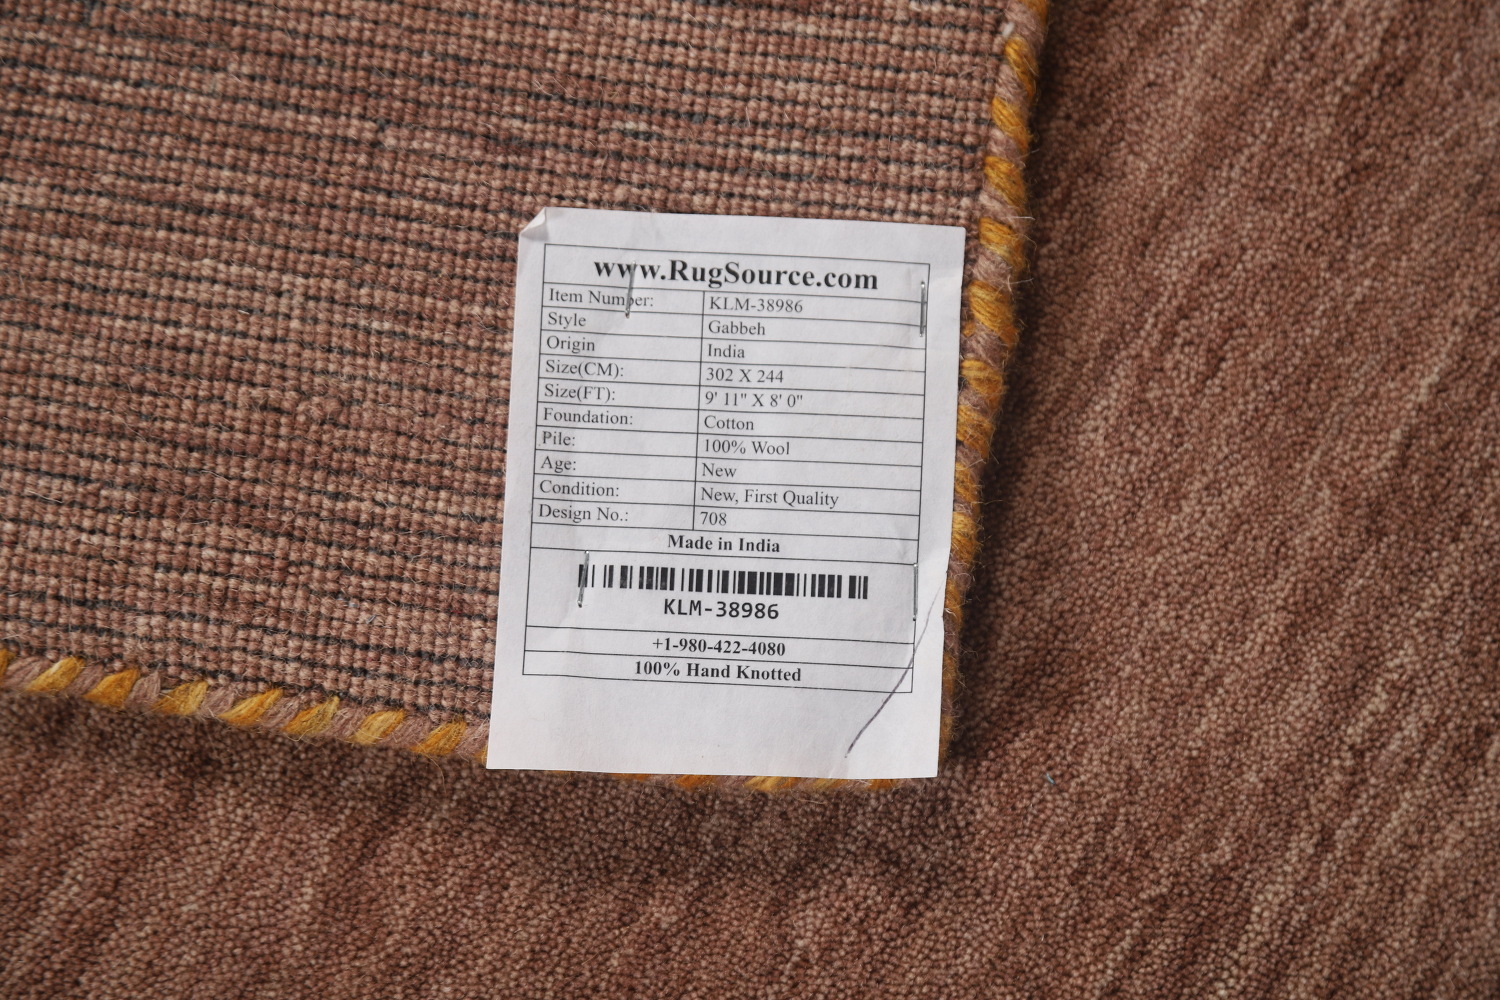 www.RugSource.com
Item Number: KLM-38986
Style Gabbeh
Origin India
Size(CM): 302 X 244
Size(FT): 9' 11" X 8' 0"
Foundation: Cotton
Pile: 100% Wool
Age: New
Condition: New, First Quality
Design No.: 708
Made in India
KLM-38986
+1-980-422-4080
100% Hand Knotted